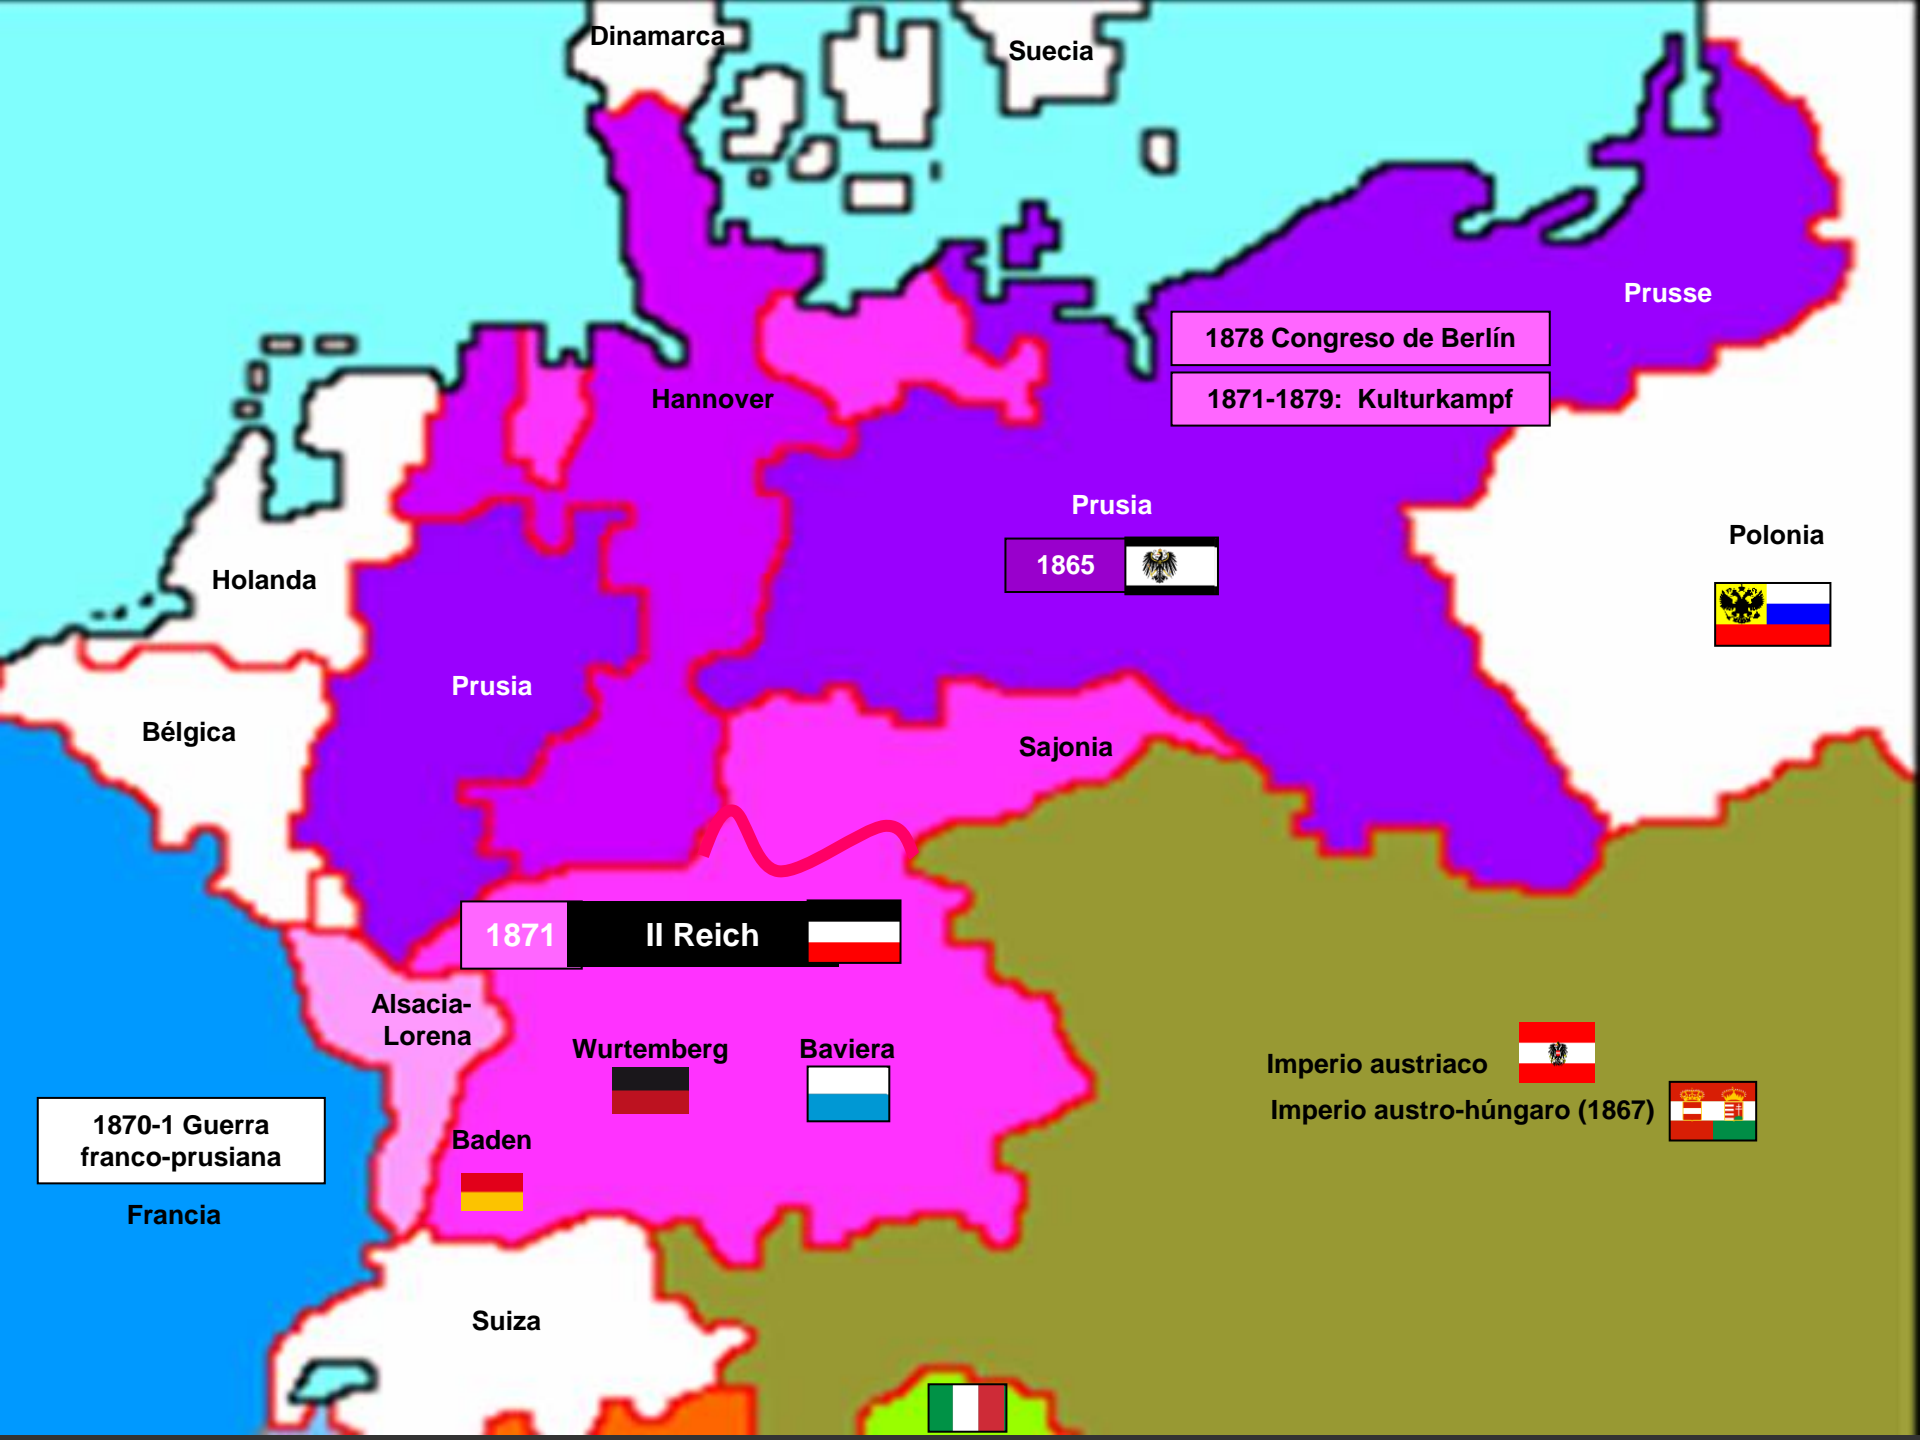 Dinamarca
Suecia
Prusse
1878 Congreso de Berlín
1871-1879:  Kulturkampf
Hannover
Prusia
1865
Polonia
Holanda
Prusia
Bélgica
Sajonia
1871
II Reich
Alsacia-
Lorena
Wurtemberg
Baviera
Imperio austriaco
Imperio austro-húngaro (1867)
1870-1 Guerra
franco-prusiana
Baden
Francia
Suiza